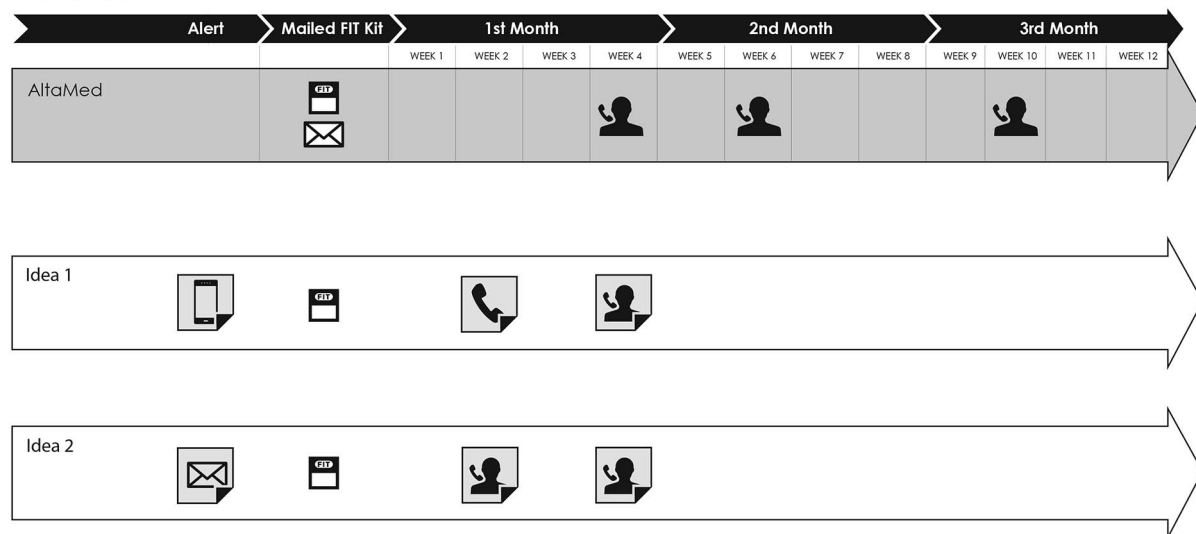 Alert Mailed FIT Kit 1st Month 2nd Month 3rd Month
WEEK 1 WEEK 2 WEEK 3 WEEK 4 WEEK 5 WEEK 6 WEEK 7 WEEK 8 WEEK 9 WEEK 10 WEEK 11 WEEK 12
AltaMed
FIT
Idea 1
FIT
Idea 2
FIT